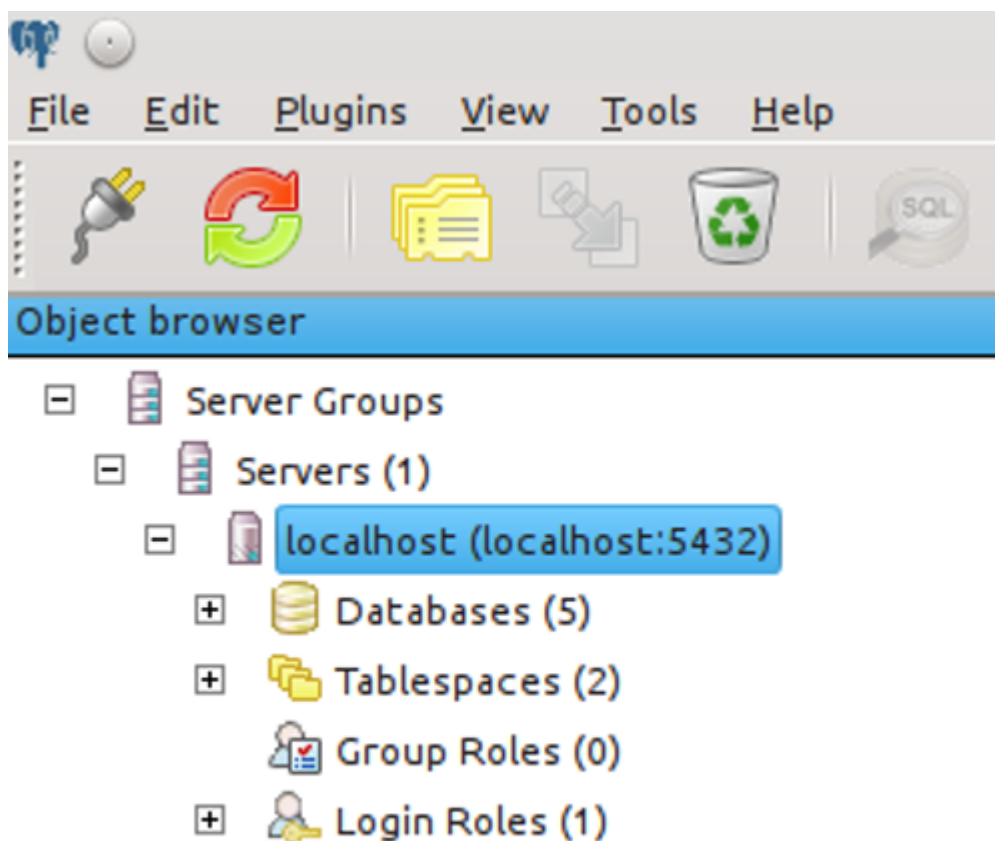 File Edit Plugins View Tools Help
SQL
Object browser
Server Groups
Servers (1)
localhost (localhost:5432)
Databases (5)
Tablespaces (2)
Group Roles (0)
Login Roles (1)